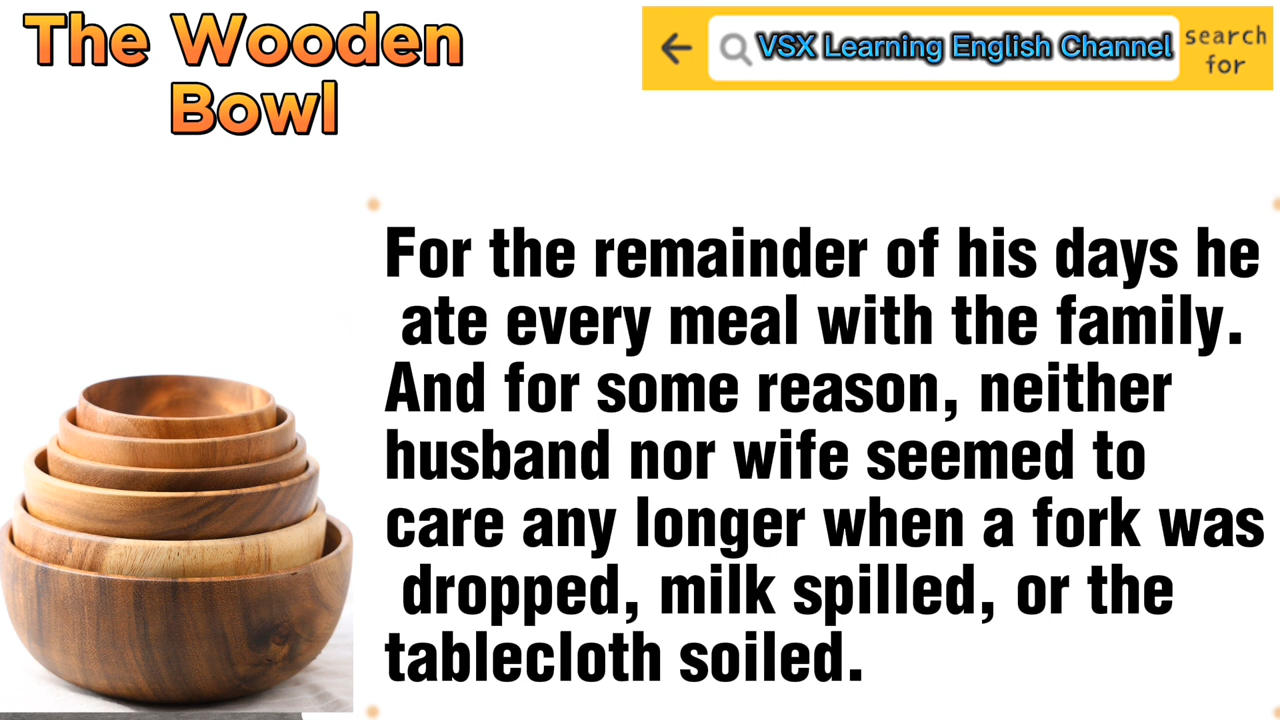 The Wooden
Bowl
VSX Learning English Channel
search
for
For the remainder of his days he
ate every meal with the family.
And for some reason, neither
husband nor wife seemed to
care any longer when a fork was
dropped, milk spilled, or the
tablecloth soiled.